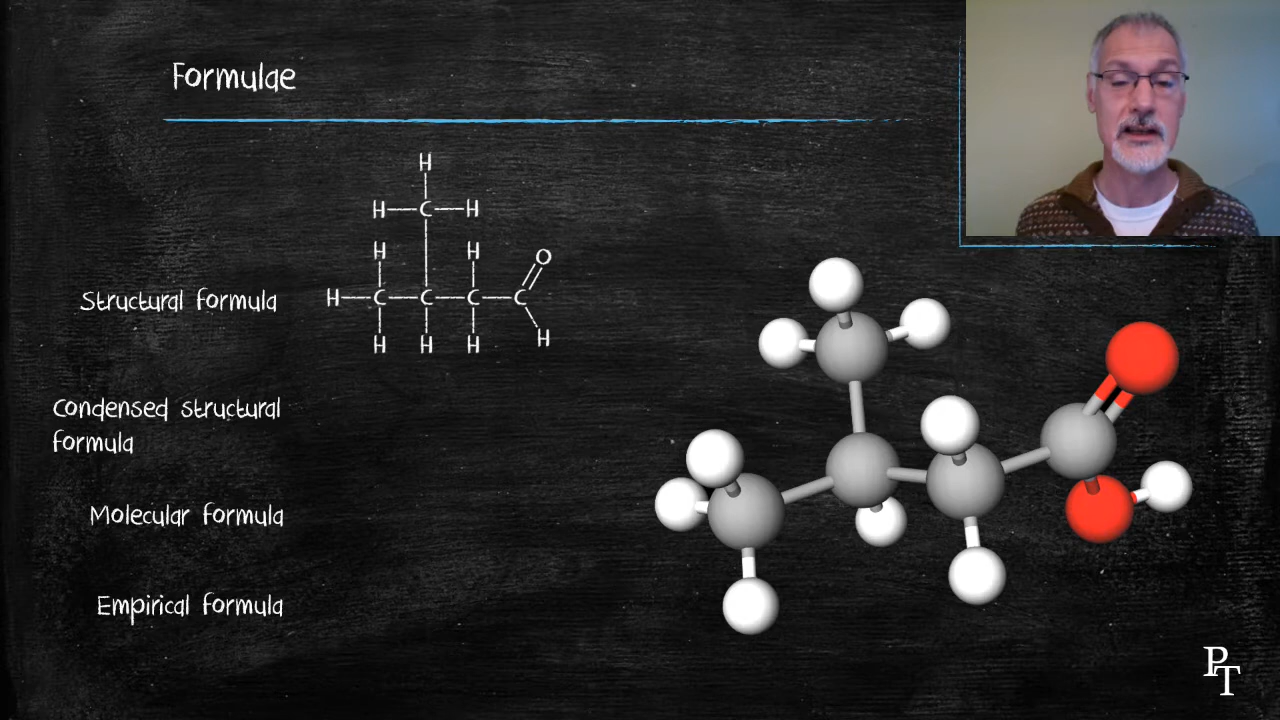 Formulae
H
H C H
H H O
Structural formula H C C C C
H H H H
Condensed structural
formula
Molecular formula
Empirical formula
PT